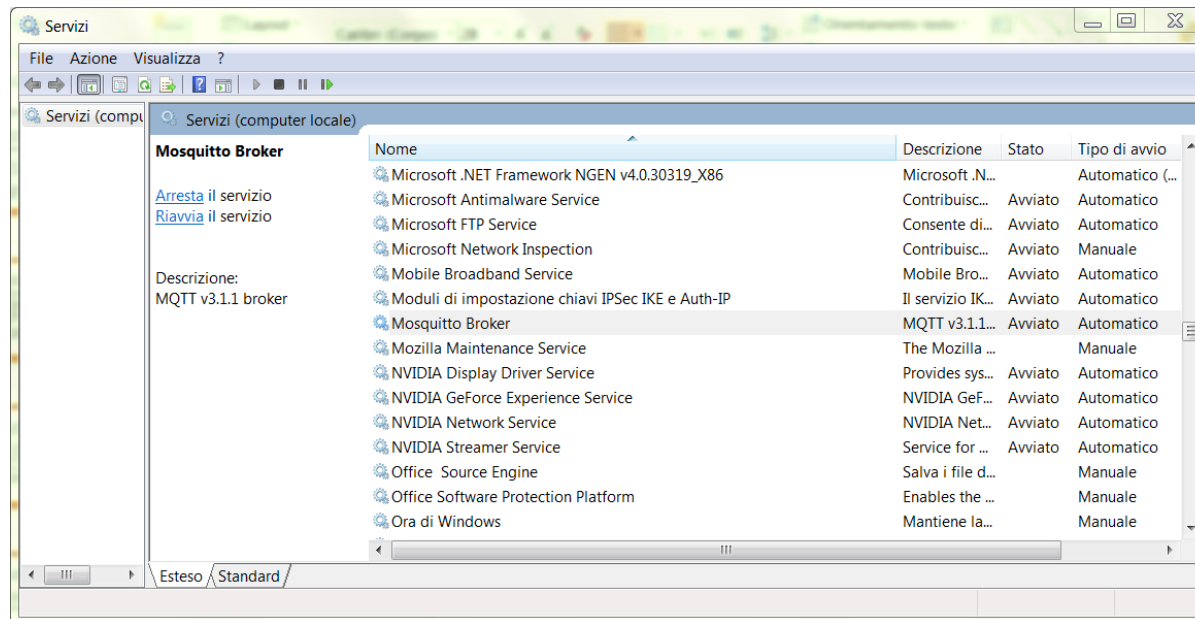 Servizi
File Azione Visualizza ?
Servizi (compu
Servizi (computer locale)
Mosquitto Broker
Arresta il servizio
Riavvia il servizio
Descrizione:
MQTT v3.1.1 broker
Nome Descrizione Stato Tipo di avvio
Microsoft .NET Framework NGEN v4.0.30319_X86 Microsoft .N... Automatico (...
Microsoft Antimalware Service Contribuisc... Avviato Automatico
Microsoft FTP Service Consente di... Avviato Automatico
Microsoft Network Inspection Contribuisc... Avviato Manuale
Mobile Broadband Service Mobile Bro... Avviato Automatico
Moduli di impostazione chiavi IPSec IKE e Auth-IP Il servizio IK... Avviato Automatico
Mosquitto Broker MQTT v3.1.1... Avviato Automatico
Mozilla Maintenance Service The Mozilla ... Manuale
NVIDIA Display Driver Service Provides sys... Avviato Automatico
NVIDIA GeForce Experience Service NVIDIA GeF... Avviato Automatico
NVIDIA Network Service NVIDIA Net... Avviato Automatico
NVIDIA Streamer Service Service for ... Avviato Automatico
Office Source Engine Salva i file d... Manuale
Office Software Protection Platform Enables the ... Manuale
Ora di Windows Mantiene la... Manuale
Esteso Standard